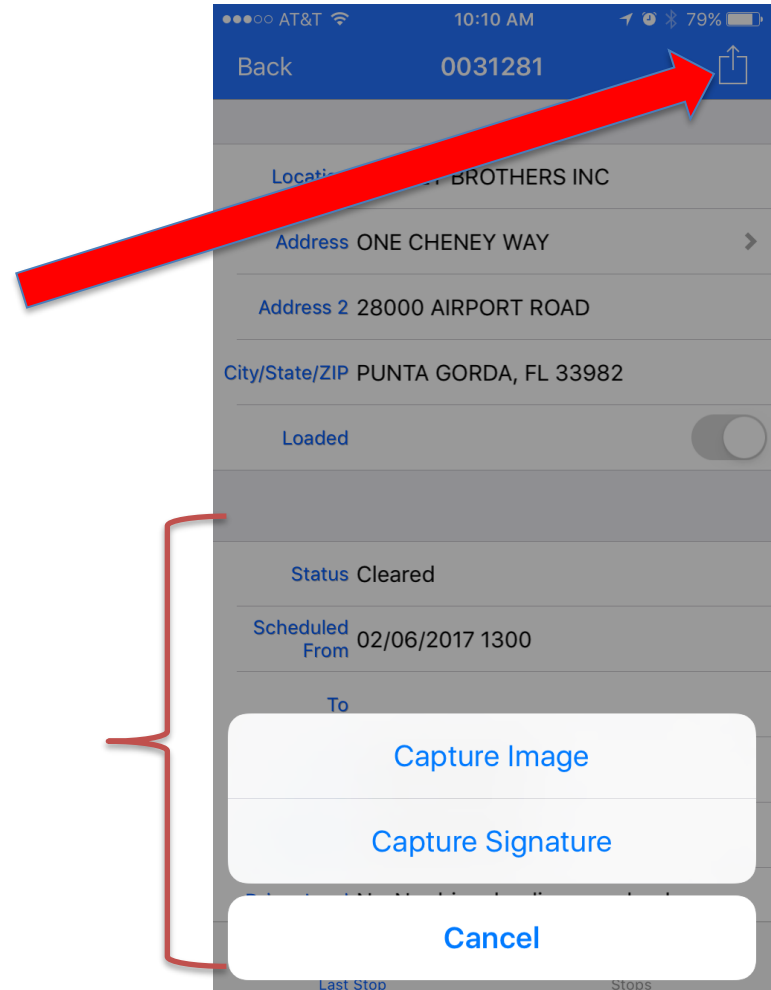 AT&T 10:10 AM 79%
Back 0031281
BROTHERS INC
Address ONE CHENEY WAY
Address 2 28000 AIRPORT ROAD
City/State/ZIP PUNTA GORDA, FL 33982
Loaded
Status Cleared
Scheduled
From 02/06/2017 1300
To
Capture Image
Capture Signature
Cancel
Last Stop Stops